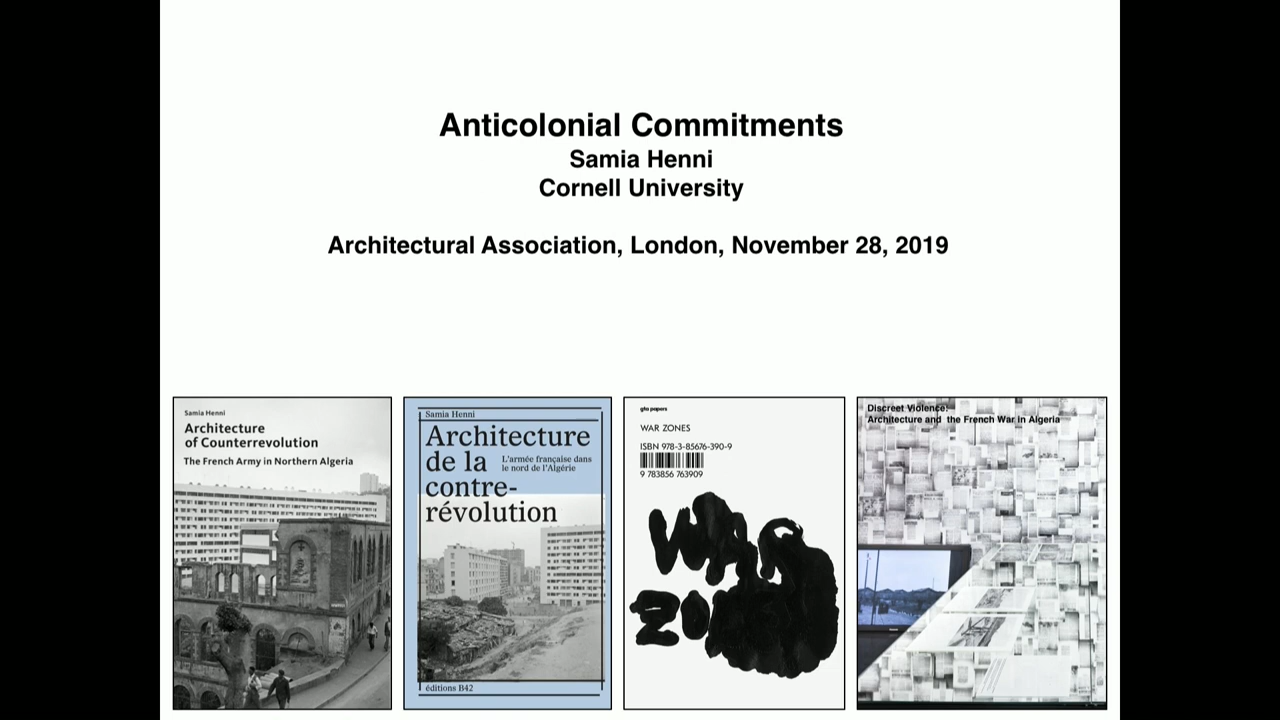 Anticolonial Commitments
Samia Henni
Cornell University
Architectural Association, London, November 28, 2019
Samia Henni
Architecture
of Counterrevolution
The French Army in Northern Algeria
Samia Henni
Architecture
de la
L'armée française dans
le nord de l'Algérie
contre-
révolution
éditions B42
gta papers
WAR ZONES
ISBN 978-3-85676-390-9
9 783856 763909
War
Zo
Discreet Violence:
Architecture and the French War in Algeria